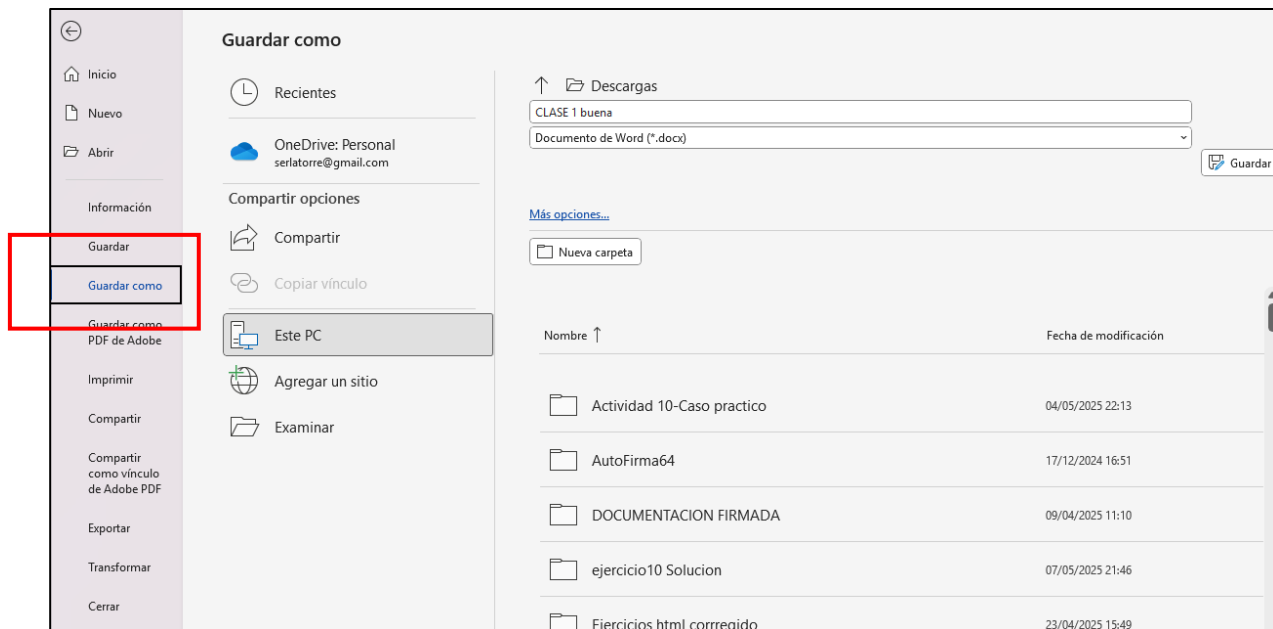 Guardar como
Inicio
Nuevo
Abrir
Información
Guardar
Guardar como
Guardar como
PDF de Adobe
Imprimir
Compartir
Compartir
como vínculo
de Adobe PDF
Exportar
Transformar
Cerrar
Recientes
OneDrive: Personal
serlatorre@gmail.com
Compartir opciones
Compartir
Copiar vínculo
Este PC
Agregar un sitio
Examinar
Descargas
CLASE 1 buena
Documento de Word (*.docx)
Guardar
Más opciones...
Nueva carpeta
Nombre ↑ Fecha de modificación
Actividad 10-Caso practico 04/05/2025 22:13
AutoFirma64 17/12/2024 16:51
DOCUMENTACION FIRMADA 09/04/2025 11:10
ejercicio10 Solucion 07/05/2025 21:46
Ejercicios html corrregido 23/04/2025 15:49